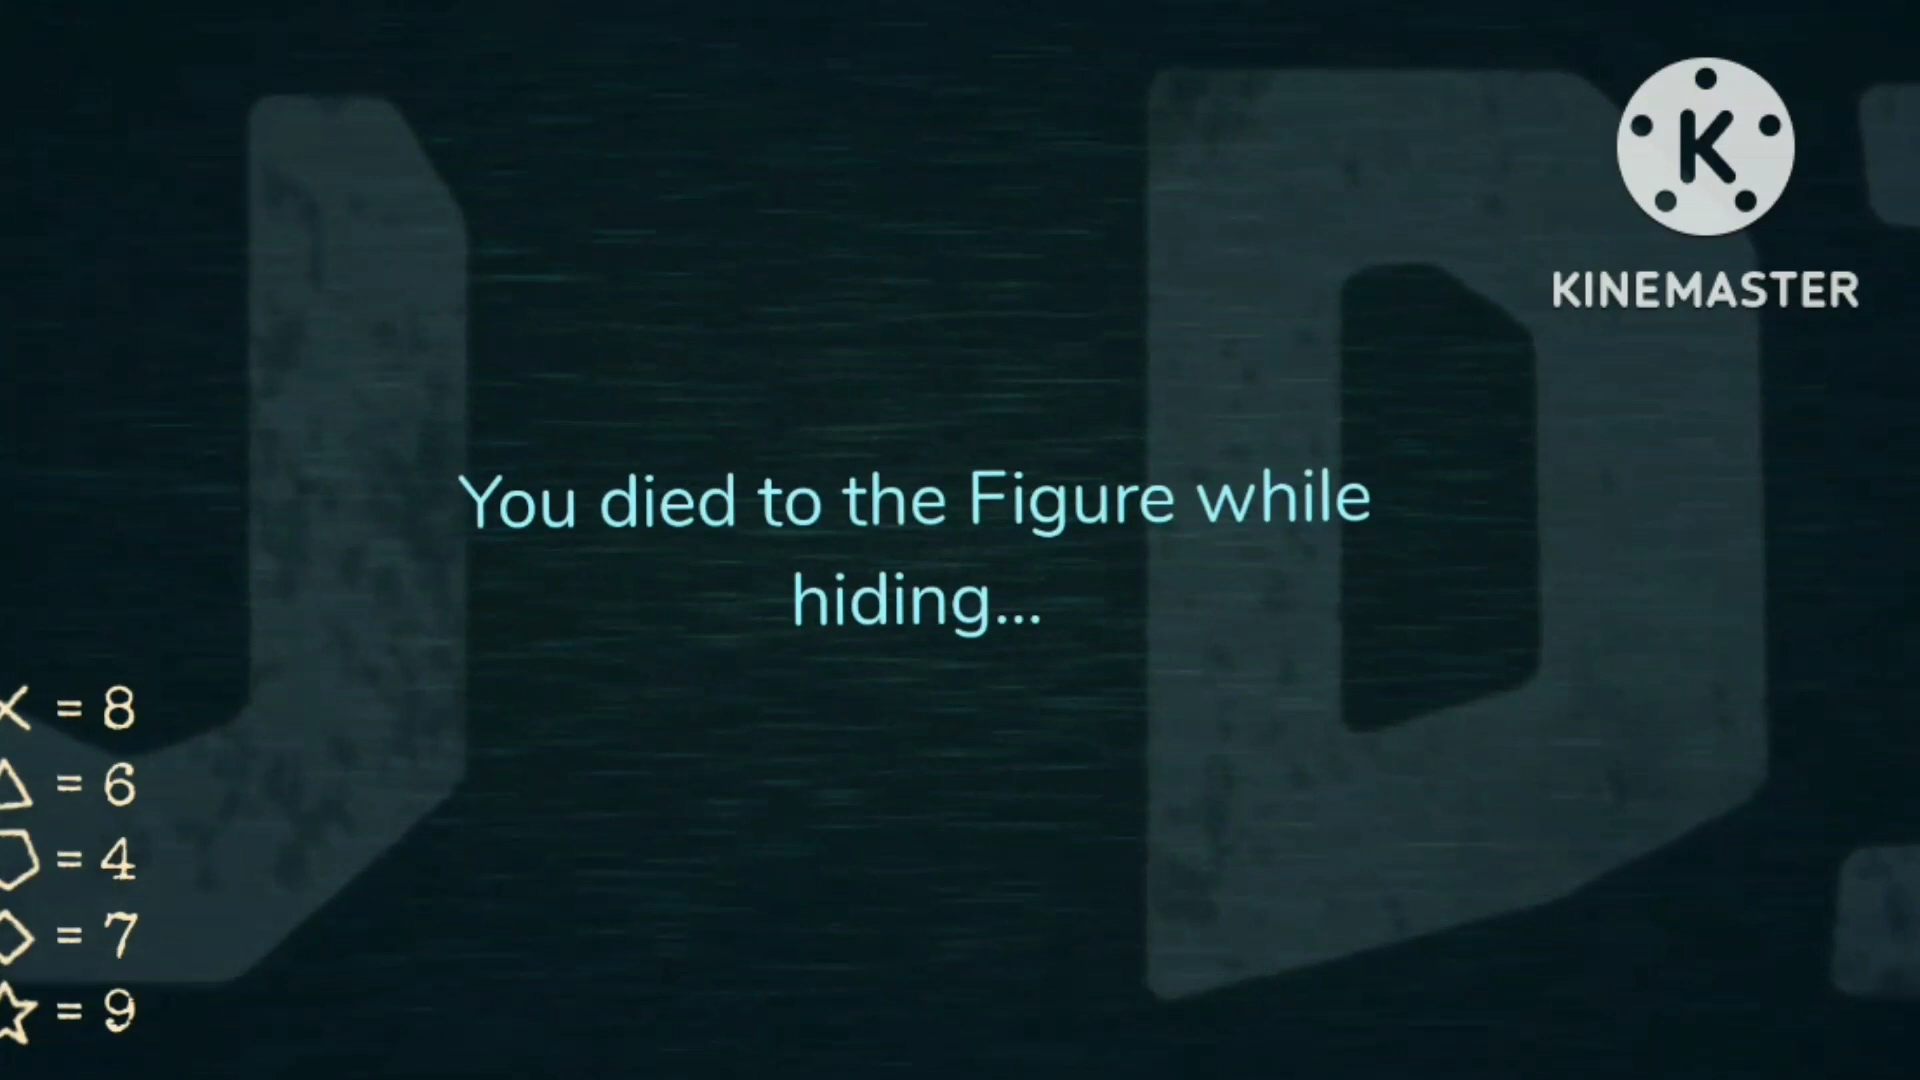 K
KINEMASTER
You died to the Figure while
hiding...
= 8
= 6
= 4
= 7
= 9